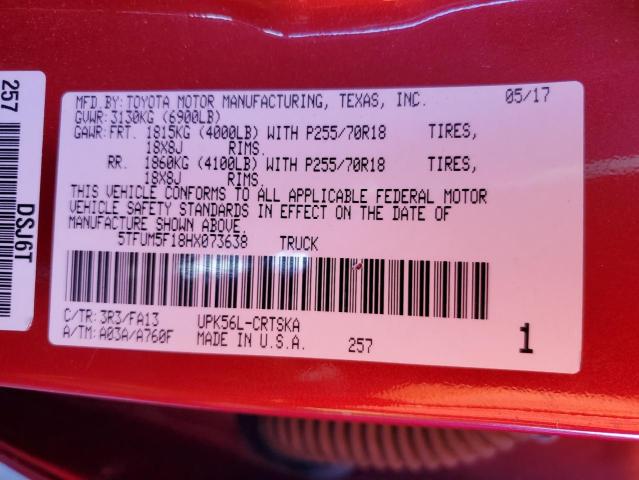 MFD.BY:TOYOTA MOTOR MANUFACTURING, TEXAS, INC. 05/17
GVWR:3130KG (6900LB)
GAWR:FRT. 1815KG (4000LB) WITH P255/70R18 TIRES,
18X8J RIMS.
RR. 1860KG (4100LB) WITH P255/70R18 TIRES,
18X8J RIMS.
THIS VEHICLE CONFORMS TO ALL APPLICABLE FEDERAL MOTOR
VEHICLE SAFETY STANDARDS IN EFFECT ON THE DATE OF
MANUFACTURE SHOWN ABOVE.
5TFUM5F18HX073638 TRUCK
C/TR:3R3/FA13 UPK56L-CRTSKA
A/TM:A03A/A760F MADE IN U.S.A. 257 1
257
DSJ6T